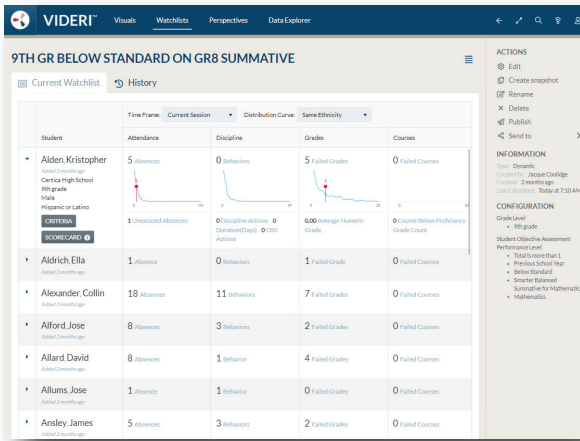 VIDERI™ Visuals Watchlists Perspectives Data Explorer
9TH GR BELOW STANDARD ON GR8 SUMMATIVE
Current Watchlist History
Time Frame: Current Session Distribution Curve: Same Ethnicity
Student Attendance Discipline Grades Courses
Alden, Kristopher 5 Absences 0 Behaviors 5 Failed Grades 0 Failed Courses
Added 2 months ago
Certica High School
9th grade
Male
Hispanic or Latino
CRITERIA
SCORECARD
1 Unexcused Absences
0 Discipline Actions 0
Duration(Days) 0 OSS
Actions
0.00 Average Numeric
Grade
0 Course Below Proficiency
Grade Count
Aldrich, Ella 1 Absence 0 Behaviors 1 Failed Grade 0 Failed Courses
Added 2 months ago
Alexander, Collin 18 Absences 11 Behaviors 7 Failed Grades 0 Failed Courses
Added 2 months ago
Alford, Jose 8 Absences 3 Behaviors 2 Failed Grades 0 Failed Courses
Added 2 months ago
Allard, David 8 Absences 1 Behavior 4 Failed Grades 0 Failed Courses
Added 2 months ago
Allums, Jose 1 Absence 1 Behavior 0 Failed Grades 0 Failed Courses
Added 2 months ago
Ansley, James 5 Absences 3 Behaviors 2 Failed Grades 0 Failed Courses
Added 2 months ago
ACTIONS
Edit
Create snapshot
Rename
Delete
Publish
Send to
INFORMATION
Type: Dynamic
Created by: Jacque Coolidge
Created: 2 months ago
Last Calculated: Today at 7:10 AM
CONFIGURATION
Grade Level
9th grade
Student Objective Assessment
Performance Level
Total is more than 1
Previous School Year
Below Standard
Smarter Balanced
Summative for Mathematic
Mathematics